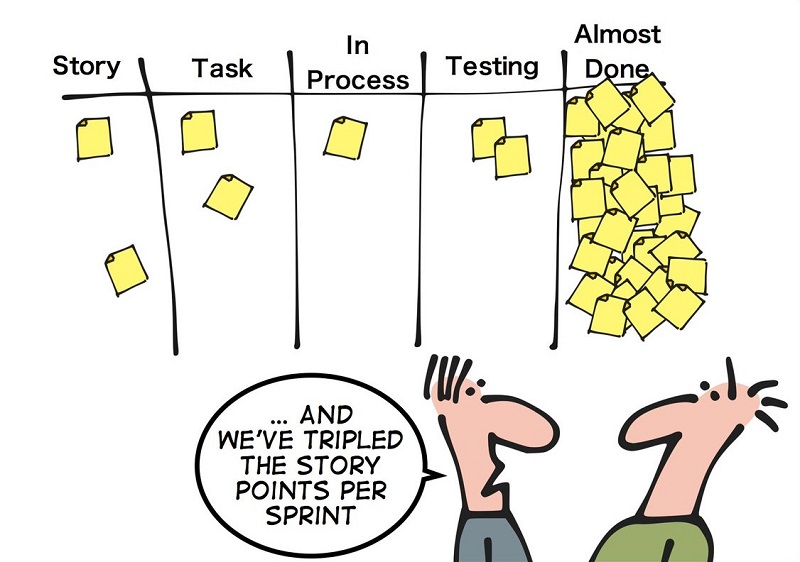 Story
Task
In
Process
Testing
Almost
Done
... AND
WE'VE TRIPLED
THE STORY
POINTS PER
SPRINT